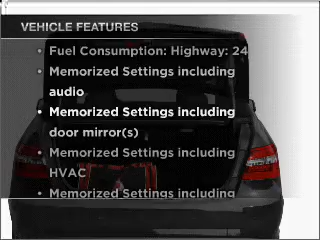 VEHICLE FEATURES
• Fuel Consumption: Highway: 24
• Memorized Settings including
audio
• Memorized Settings including
door mirror(s)
• Memorized Settings including
HVAC
• Memorized Settings including